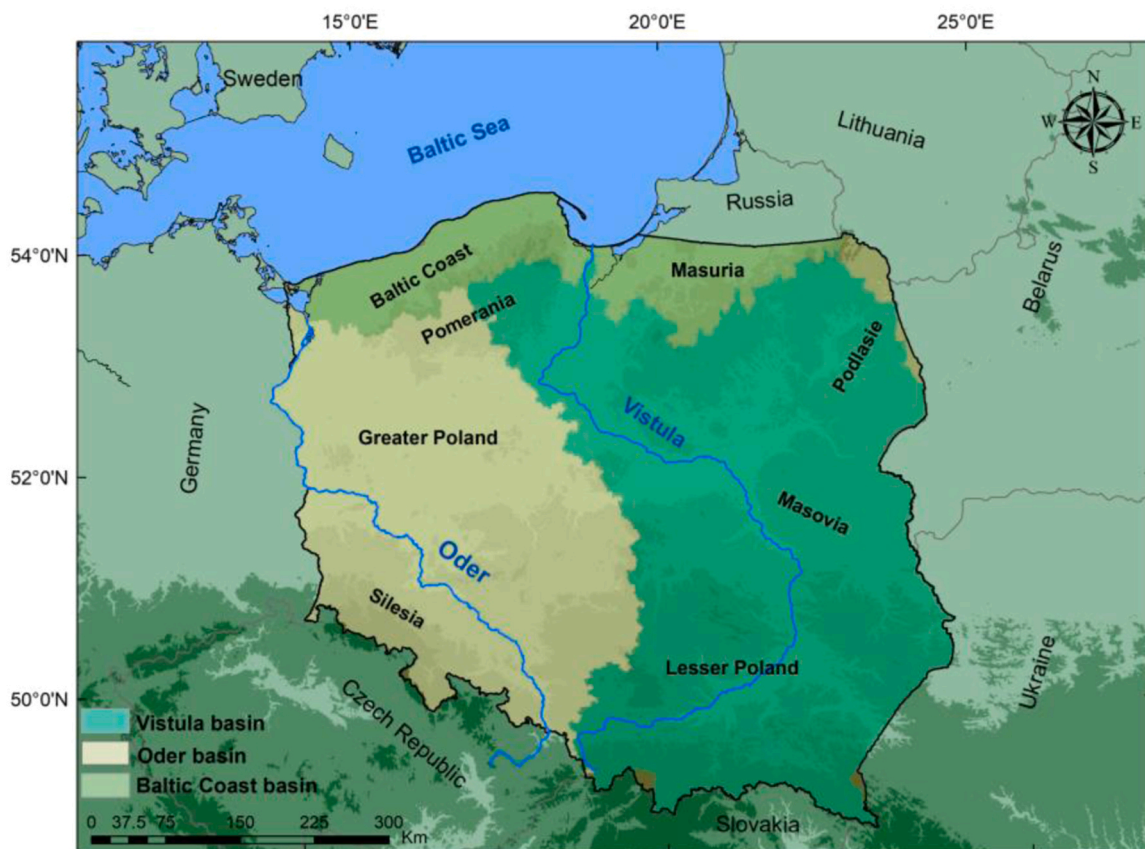 15°0'E 20°0'E 25°0'E
Sweden
N
W E
S
Baltic Sea
Lithuania
Russia
54°0'N
Baltic Coast
Masuria
Belarus
Pomerania
Podlasie
Vistula
Germany
Greater Poland
52°0'N
Masovia
Oder
Silesia
Lesser Poland
Ukraine
50°0'N
Czech Republic
Vistula basin
Oder basin
Baltic Coast basin
Slovakia
0 37.5 75 150 225 300
Km